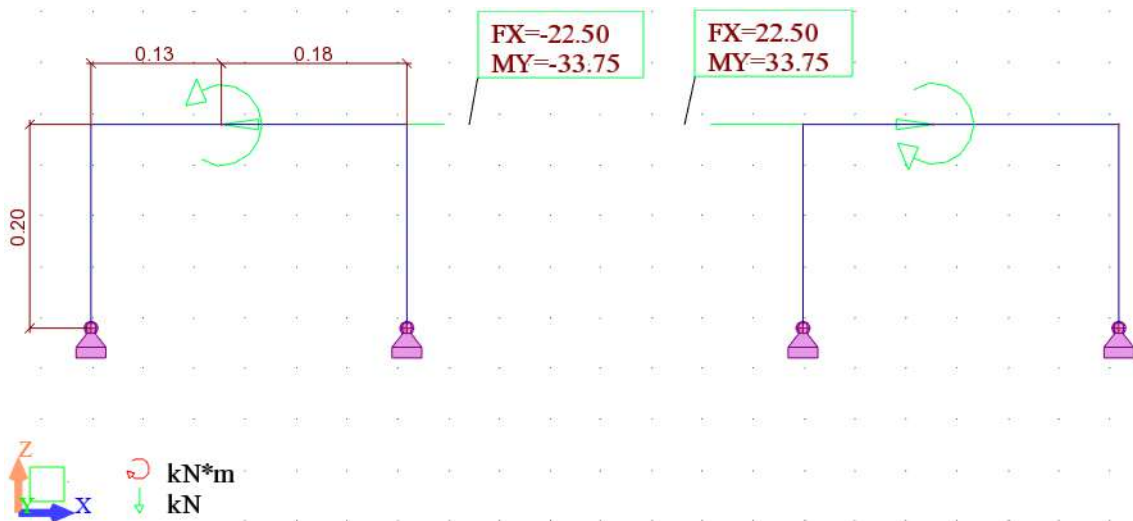 FX=-22.50
MY=-33.75
FX=22.50
MY=33.75
0.13
0.18
0.20
Z
Y
X
kN*m
kN